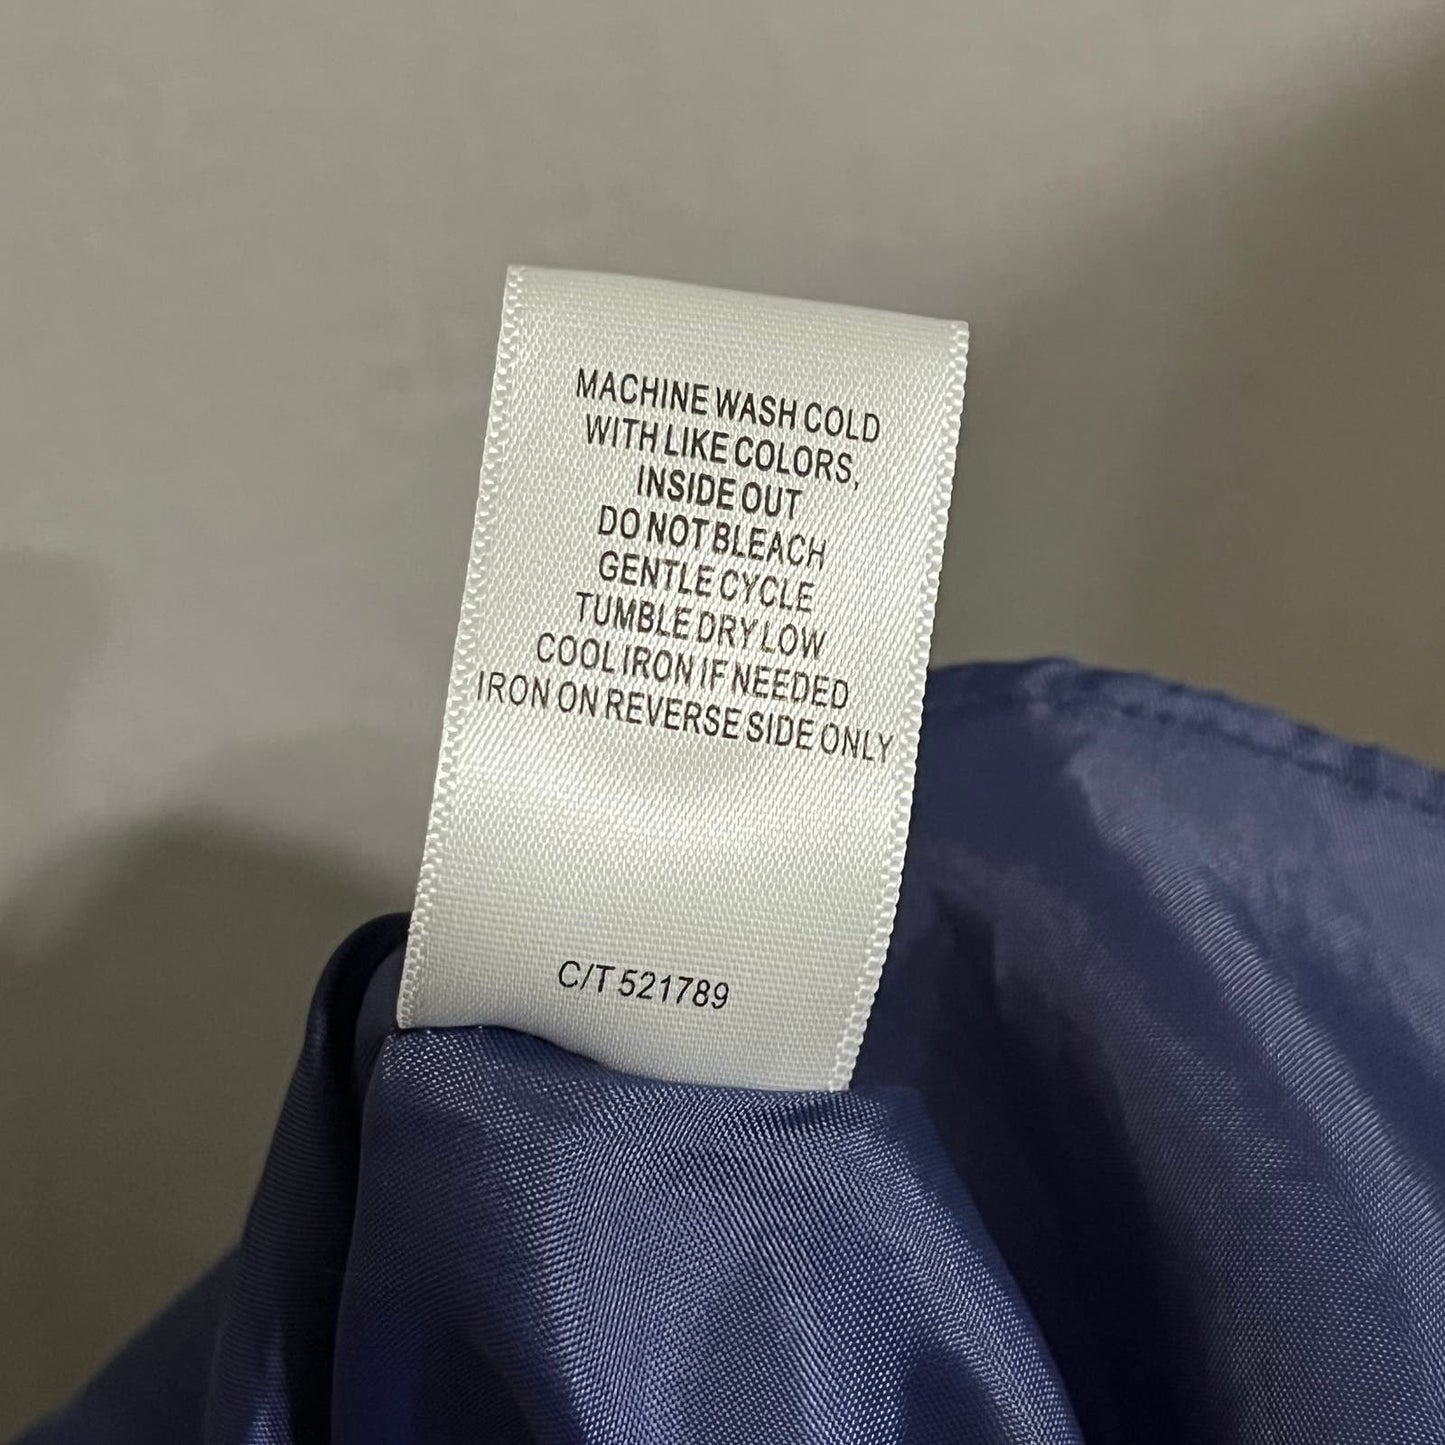 MACHINE WASH COLD
WITH LIKE COLORS,
INSIDE OUT
DO NOT BLEACH
GENTLE CYCLE
TUMBLE DRY LOW
COOL IRON IF NEEDED
IRON ON REVERSE SIDE ONLY
C/T 521789